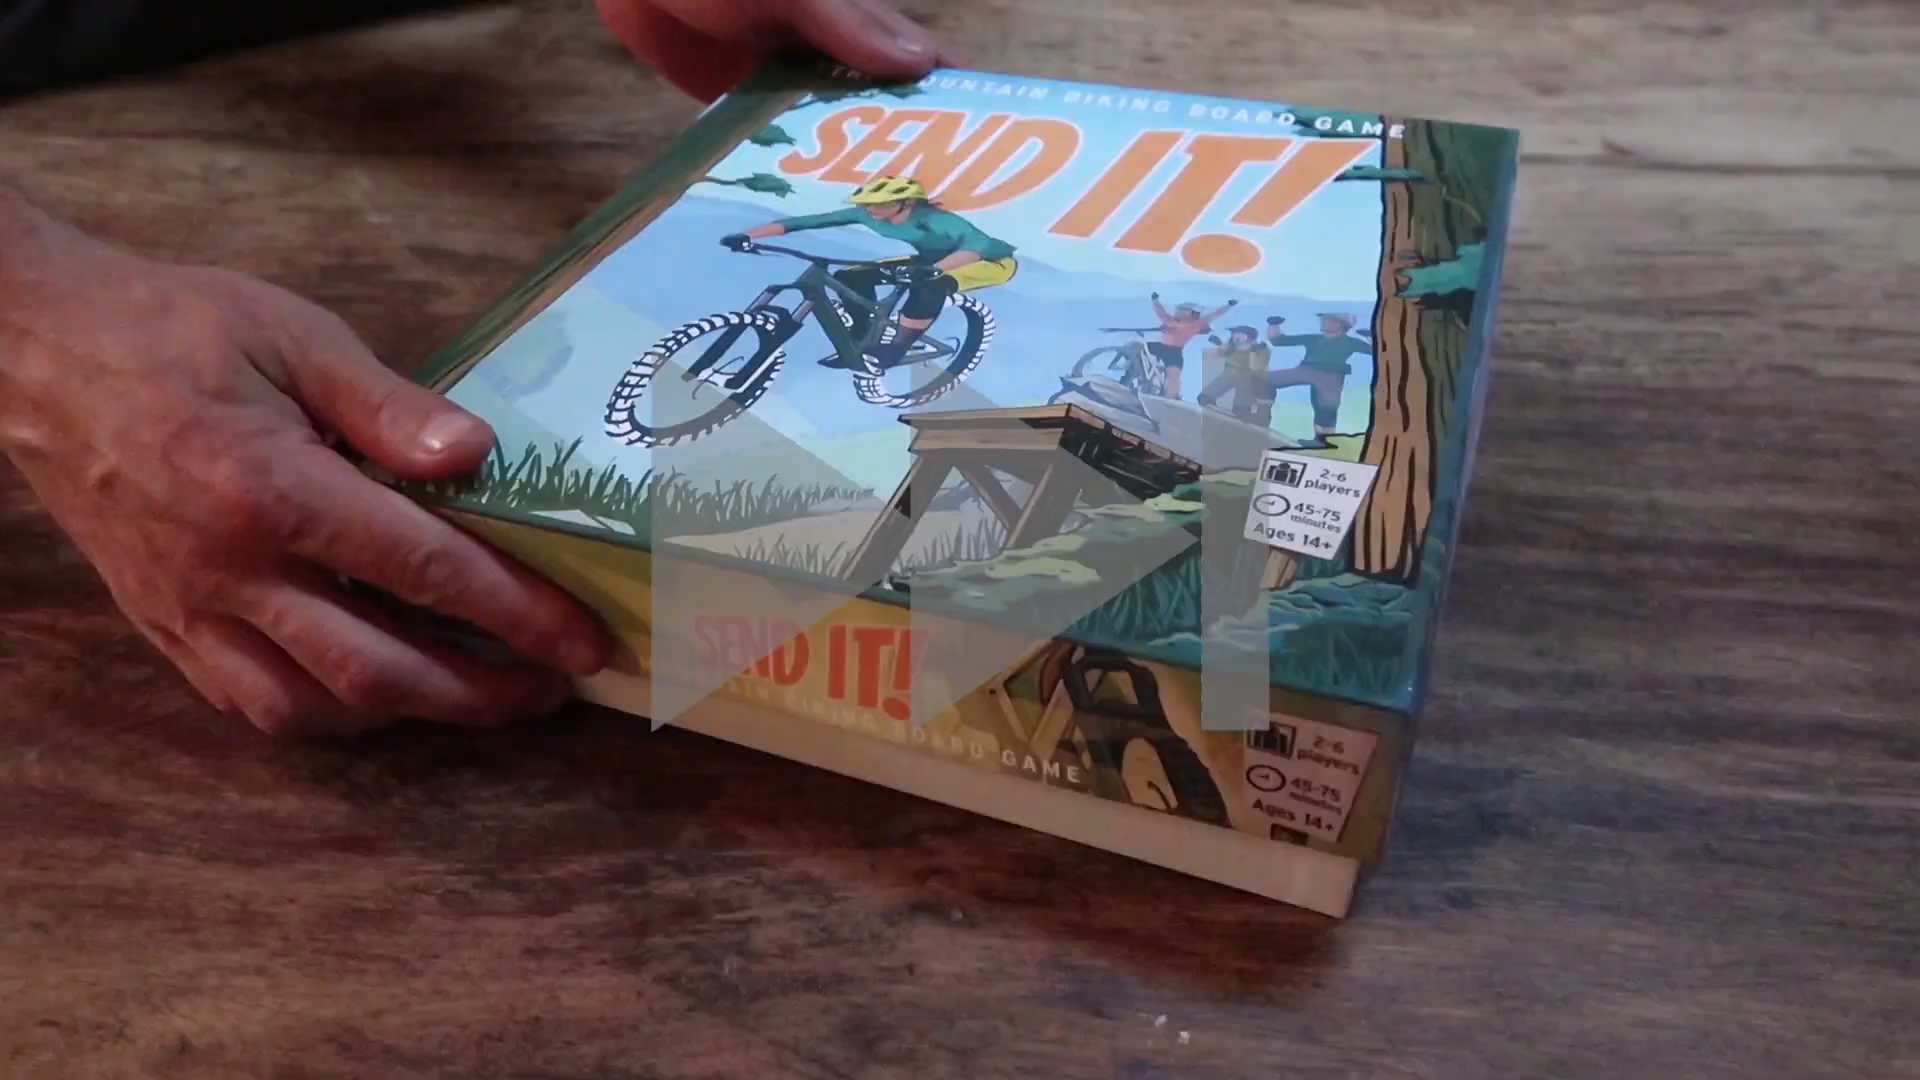 MOUNTAIN BIKING BOARD GAME
SEND IT!
2-6
players
45-75
minutes
Ages 14+
SEND IT!
BIKING BOARD GAME
2-6
players
45-75
minutes
Ages 14+